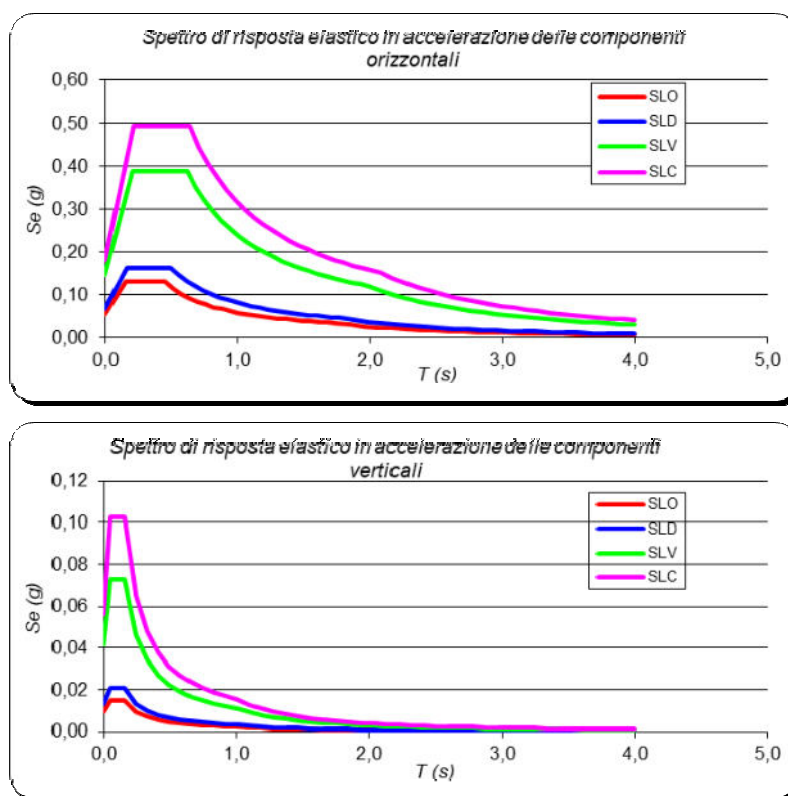 Spettro di risposta elastico in accelerazione delle componenti
orizzontali
0,60
0,50
0,40
0,30
0,20
0,10
0,00
Se (g)
SLO
SLD
SLV
SLC
0,0
1,0
2,0
3,0
4,0
5,0
T (s)
Spettro di risposta elastico in accelerazione delle componenti
verticali
0,12
0,10
0,08
0,06
0,04
0,02
0,00
Se (g)
SLO
SLD
SLV
SLC
0,0
1,0
2,0
3,0
4,0
5,0
T (s)